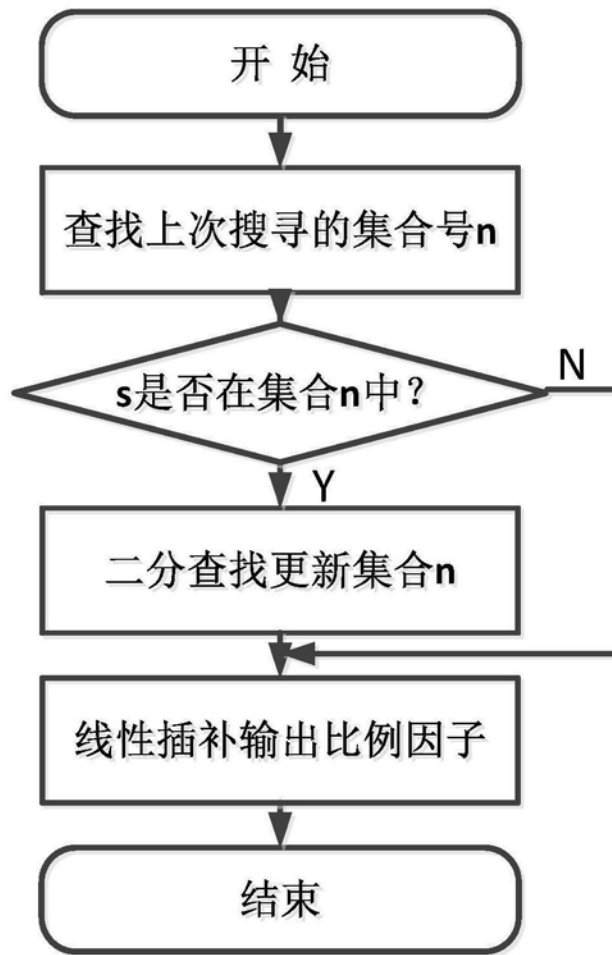 开 始
查找上次搜寻的集合号n
s是否在集合n中?
N
Y
二分查找更新集合n
线性插补输出比例因子
结束